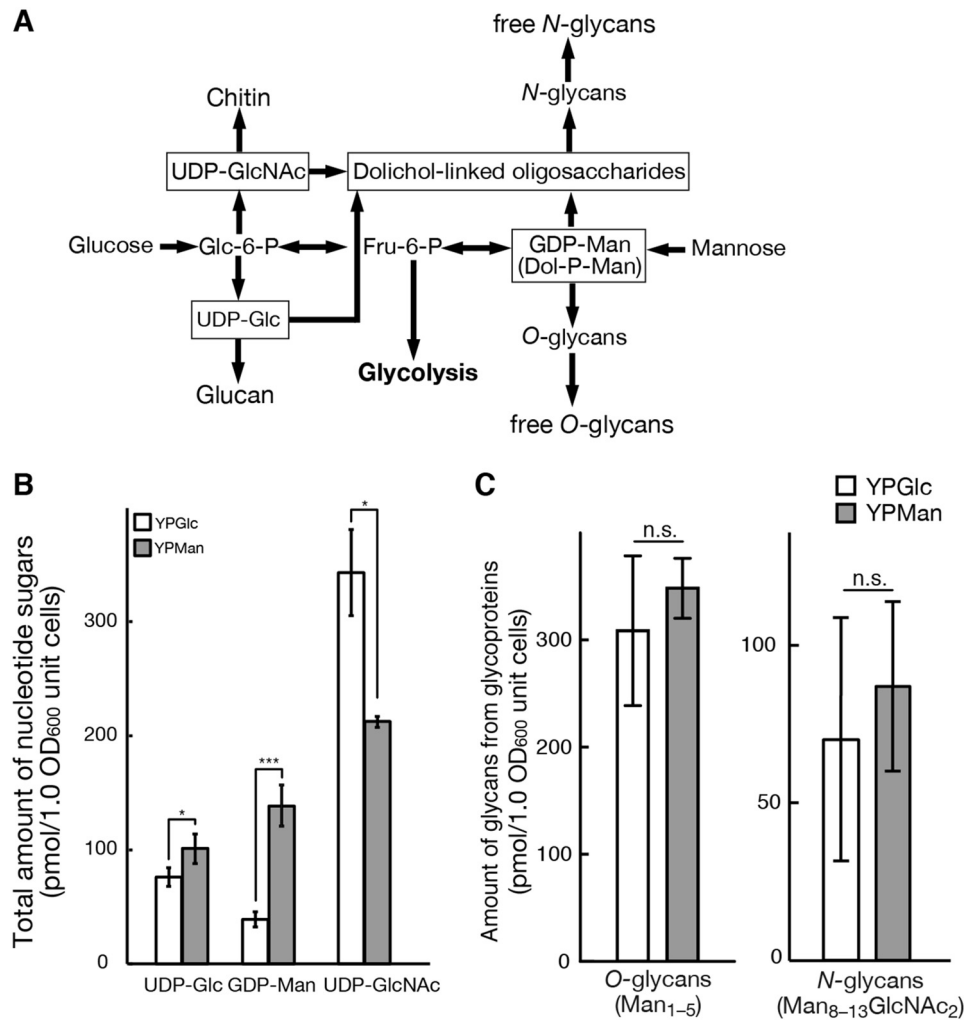 A
free N-glycans
Chitin
N-glycans
UDP-GlcNAc
Dolichol-linked oligosaccharides
Glucose
Glc-6-P
Fru-6-P
GDP-Man
(Dol-P-Man)
Mannose
UDP-Glc
O-glycans
Glycolysis
Glucan
free O-glycans
B
Total amount of nucleotide sugars
(pmol/1.0 OD600 unit cells)
YPGlc
YPMan
*
***
*
300
200
100
0
UDP-Glc GDP-Man UDP-GlcNAc
C
YPGlc
YPMan
Amount of glycans from glycoproteins
(pmol/1.0 OD600 unit cells)
n.s.
300
200
100
0
O-glycans
(Man1–5)
n.s.
100
50
0
N-glycans
(Man8–13GlcNAc2)